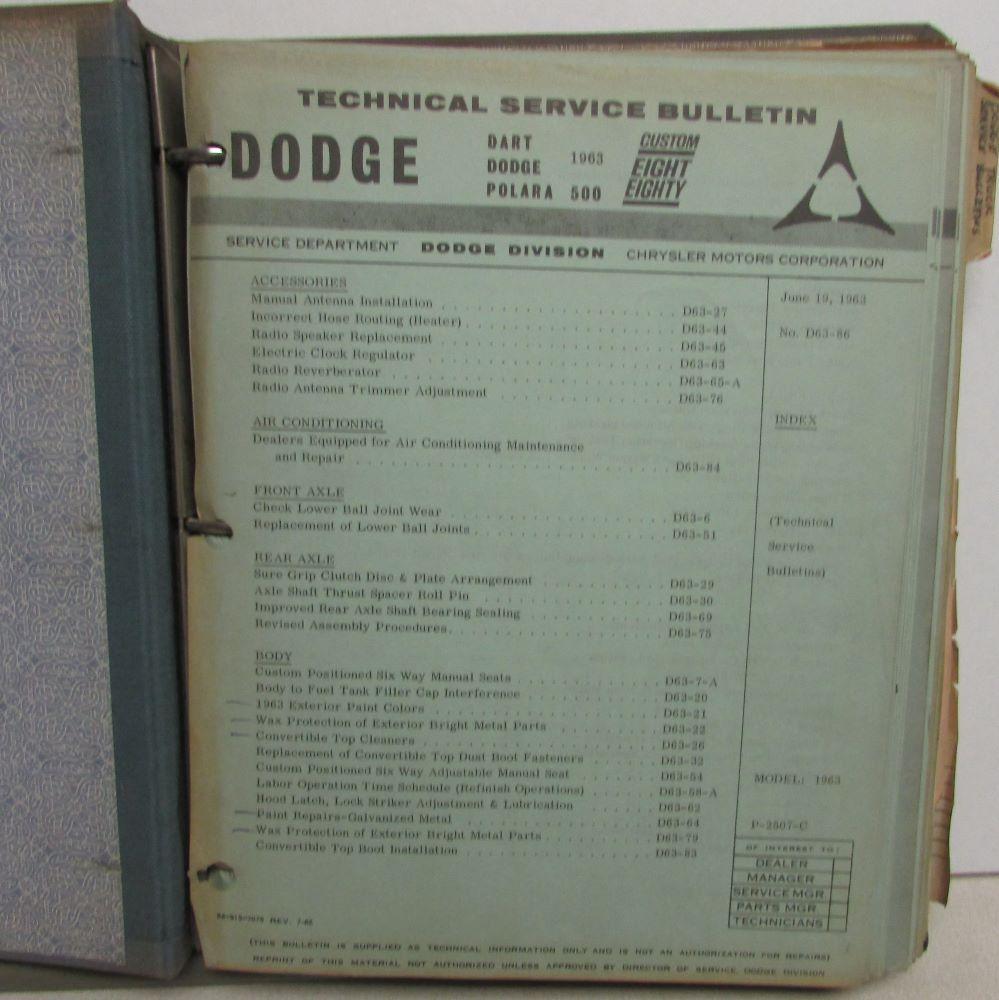 TECHNICAL SERVICE BULLETIN
DODGE
DART
DODGE 1963
POLARA 500
CUSTOM
EIGHT
EIGHTY
SERVICE DEPARTMENT DODGE DIVISION CHRYSLER MOTORS CORPORATION
ACCESSORIES
Manual Antenna Installation . . . . . D63-27
Incorrect Hose Routing (Heater) . . . . . D63-44
Radio Speaker Replacement . . . . . D63-45
Electric Clock Regulator . . . . . D63-63
Radio Reverberator . . . . . D63-65-A
Radio Antenna Trimmer Adjustment . . . . . D63-76
AIR CONDITIONING
Dealers Equipped for Air Conditioning Maintenance
and Repair . . . . . D63-84
FRONT AXLE
Check Lower Ball Joint Wear . . . . . D63-6
Replacement of Lower Ball Joints . . . . . D63-51
REAR AXLE
Sure Grip Clutch Disc & Plate Arrangement . . . . . D63-29
Axle Shaft Thrust Spacer Roll Pin . . . . . D63-30
Improved Rear Axle Shaft Bearing Sealing . . . . . D63-69
Revised Assembly Procedures . . . . . D63-75
BODY
Custom Positioned Six Way Manual Seats . . . . . D63-7-A
Body to Fuel Tank Filler Cap Interference . . . . . D63-20
1963 Exterior Paint Colors . . . . . D63-21
Wax Protection of Exterior Bright Metal Parts . . . . . D63-22
Convertible Top Cleaners . . . . . D63-26
Replacement of Convertible Top Dust Boot Fasteners . . . . . D63-32
Custom Positioned Six Way Adjustable Manual Seat . . . . . D63-54
Labor Operation Time Schedule (Refinish Operations) . . . . . D63-58-A
Hood Latch, Lock Striker Adjustment & Lubrication . . . . . D63-62
Paint Repairs-Galvanized Metal . . . . . D63-64
Wax Protection of Exterior Bright Metal Parts . . . . . D63-79
Convertible Top Boot Installation . . . . . D63-83
June 19, 1963
No. D63-86
INDEX
(Technical
Service
Bulletins)
MODEL: 1963
P-2507-C
OF INTEREST TO:
DEALER
MANAGER
SERVICE MGR
PARTS MGR
TECHNICIANS
(THIS BULLETIN IS SUPPLIED AS TECHNICAL INFORMATION ONLY AND IS NOT AN AUTHORIZATION FOR REPAIRS)
REPRINT OF THIS MATERIAL NOT AUTHORIZED UNLESS APPROVED BY DIRECTOR OF SERVICE, DODGE DIVISION